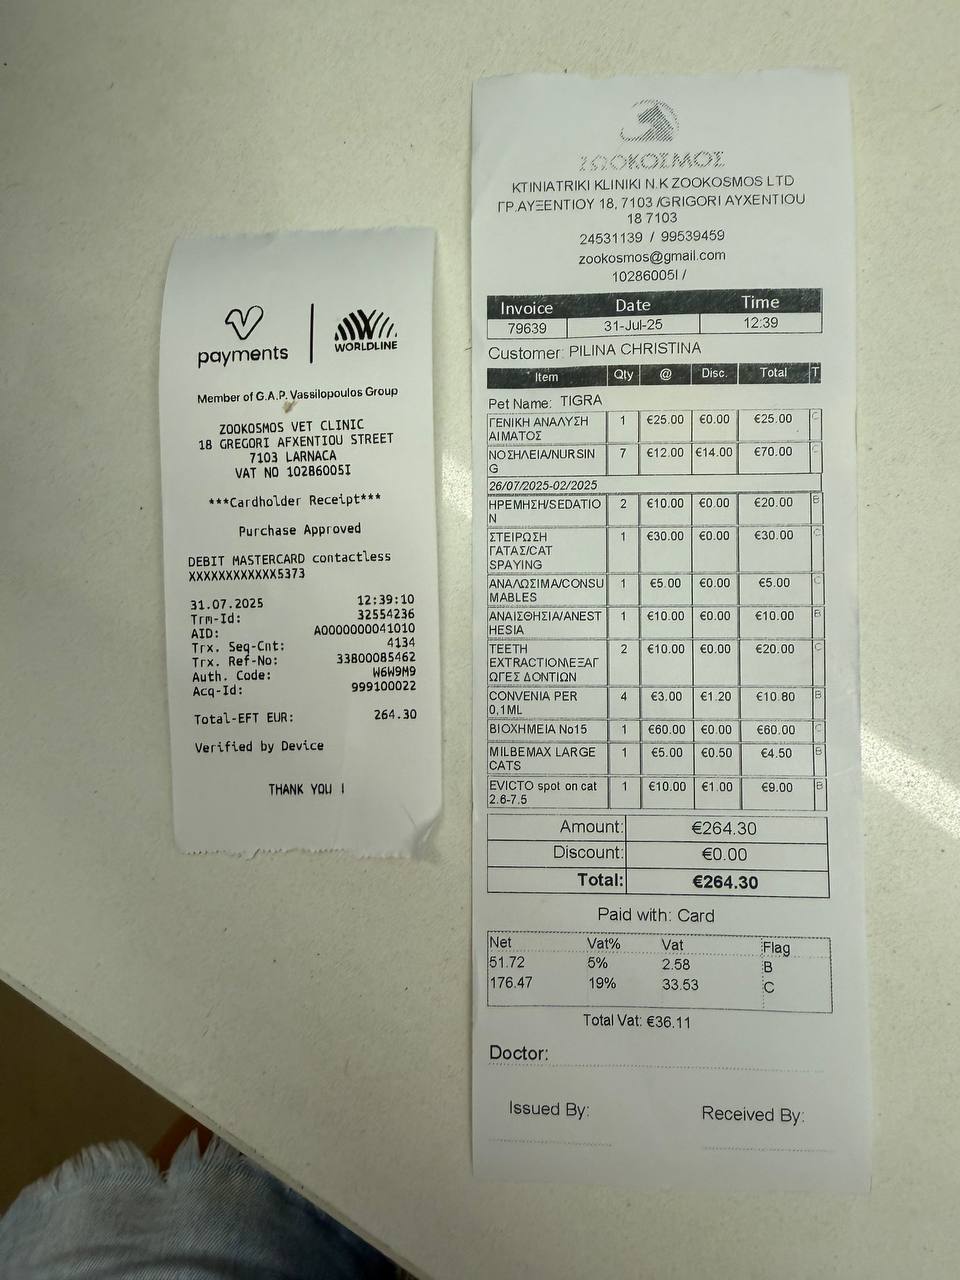 payments
WORLDLINE
Member of G.A.P. Vassilopoulos Group
ZOOKOSMOS VET CLINIC
18 GREGORI AFXENTIOU STREET
7103 LARNACA
VAT NO 10286005I
***Cardholder Receipt***
Purchase Approved
DEBIT MASTERCARD contactless
XXXXXXXXXXXX5373
31.07.2025 12:39:10
Trm-Id: 32554236
AID: A0000000041010
Trx. Seq-Cnt: 4134
Trx. Ref-No: 33800085462
Auth. Code: W6W9M9
Acq-Id: 999100022
Total-EFT EUR: 264.30
Verified by Device
THANK YOU !
ΖΩΟΚΟΣΜΟΣ
KTINIATRIKI KLINIKI N.K ZOOKOSMOS LTD
ΓΡ.ΑΥΞΕΝΤΙΟΥ 18, 7103 /GRIGORI AYXENTIOU
18 7103
24531139 / 99539459
zookosmos@gmail.com
10286005I /
Invoice Date Time
79639 31-Jul-25 12:39
Customer: PILINA CHRISTINA
Item Qty @ Disc. Total T
Pet Name: TIGRA
ΓΕΝΙΚΗ ΑΝΑΛΥΣΗ 1 €25.00 €0.00 €25.00 C
ΑΙΜΑΤΟΣ
ΝΟΣΗΛΕΙΑ/NURSIN 7 €12.00 €14.00 €70.00 C
G
26/07/2025-02/2025
ΗΡΕΜΗΣΗ/SEDATIO 2 €10.00 €0.00 €20.00 B
N
ΣΤΕΙΡΩΣΗ 1 €30.00 €0.00 €30.00 C
ΓΑΤΑΣ/CAT
SPAYING
ΑΝΑΛΩΣΙΜΑ/CONSU 1 €5.00 €0.00 €5.00 C
MABLES
ΑΝΑΙΣΘΗΣΙΑ/ANEST 1 €10.00 €0.00 €10.00 B
HESIA
TEETH 2 €10.00 €0.00 €20.00 C
EXTRACTION\ΕΞΑΓ
ΩΓΕΣ ΔΟΝΤΙΩΝ
CONVENIA PER 4 €3.00 €1.20 €10.80 B
0,1ML
ΒΙΟΧΗΜΕΙΑ Νο15 1 €60.00 €0.00 €60.00 C
MILBEMAX LARGE 1 €5.00 €0.50 €4.50 B
CATS
EVICTO spot on cat 1 €10.00 €1.00 €9.00 B
2.6-7.5
Amount: €264.30
Discount: €0.00
Total: €264.30
Paid with: Card
Net Vat% Vat Flag
51.72 5% 2.58 B
176.47 19% 33.53 C
Total Vat: €36.11
Doctor:
Issued By: Received By: